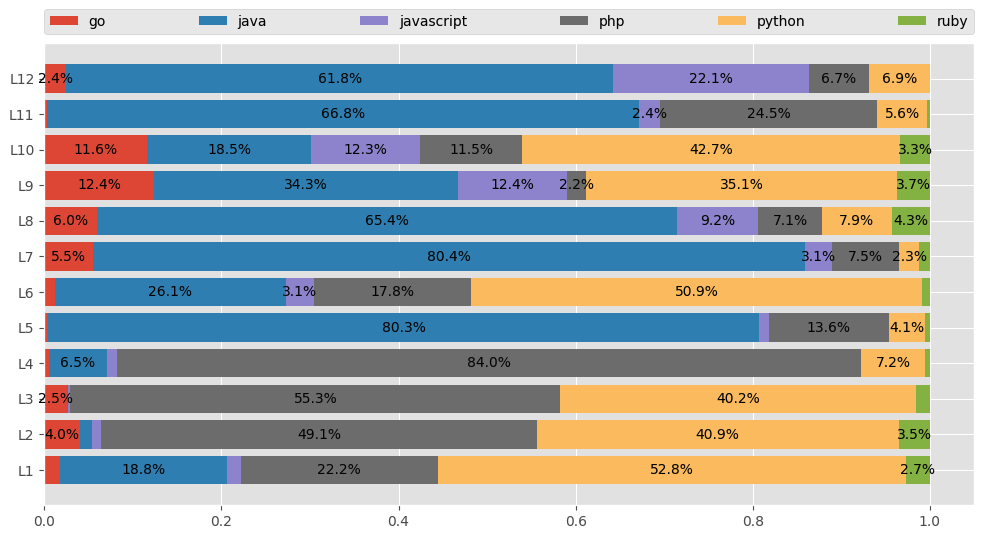 go java javascript php python ruby
L12 2.4% 61.8% 22.1% 6.7% 6.9%
L11 66.8% 2.4% 24.5% 5.6%
L10 11.6% 18.5% 12.3% 11.5% 42.7% 3.3%
L9 12.4% 34.3% 12.4% 2.2% 35.1% 3.7%
L8 6.0% 65.4% 9.2% 7.1% 7.9% 4.3%
L7 5.5% 80.4% 3.1% 7.5% 2.3%
L6 26.1% 3.1% 17.8% 50.9%
L5 80.3% 13.6% 4.1%
L4 6.5% 84.0% 7.2%
L3 2.5% 55.3% 40.2%
L2 4.0% 49.1% 40.9% 3.5%
L1 18.8% 22.2% 52.8% 2.7%
0.0 0.2 0.4 0.6 0.8 1.0